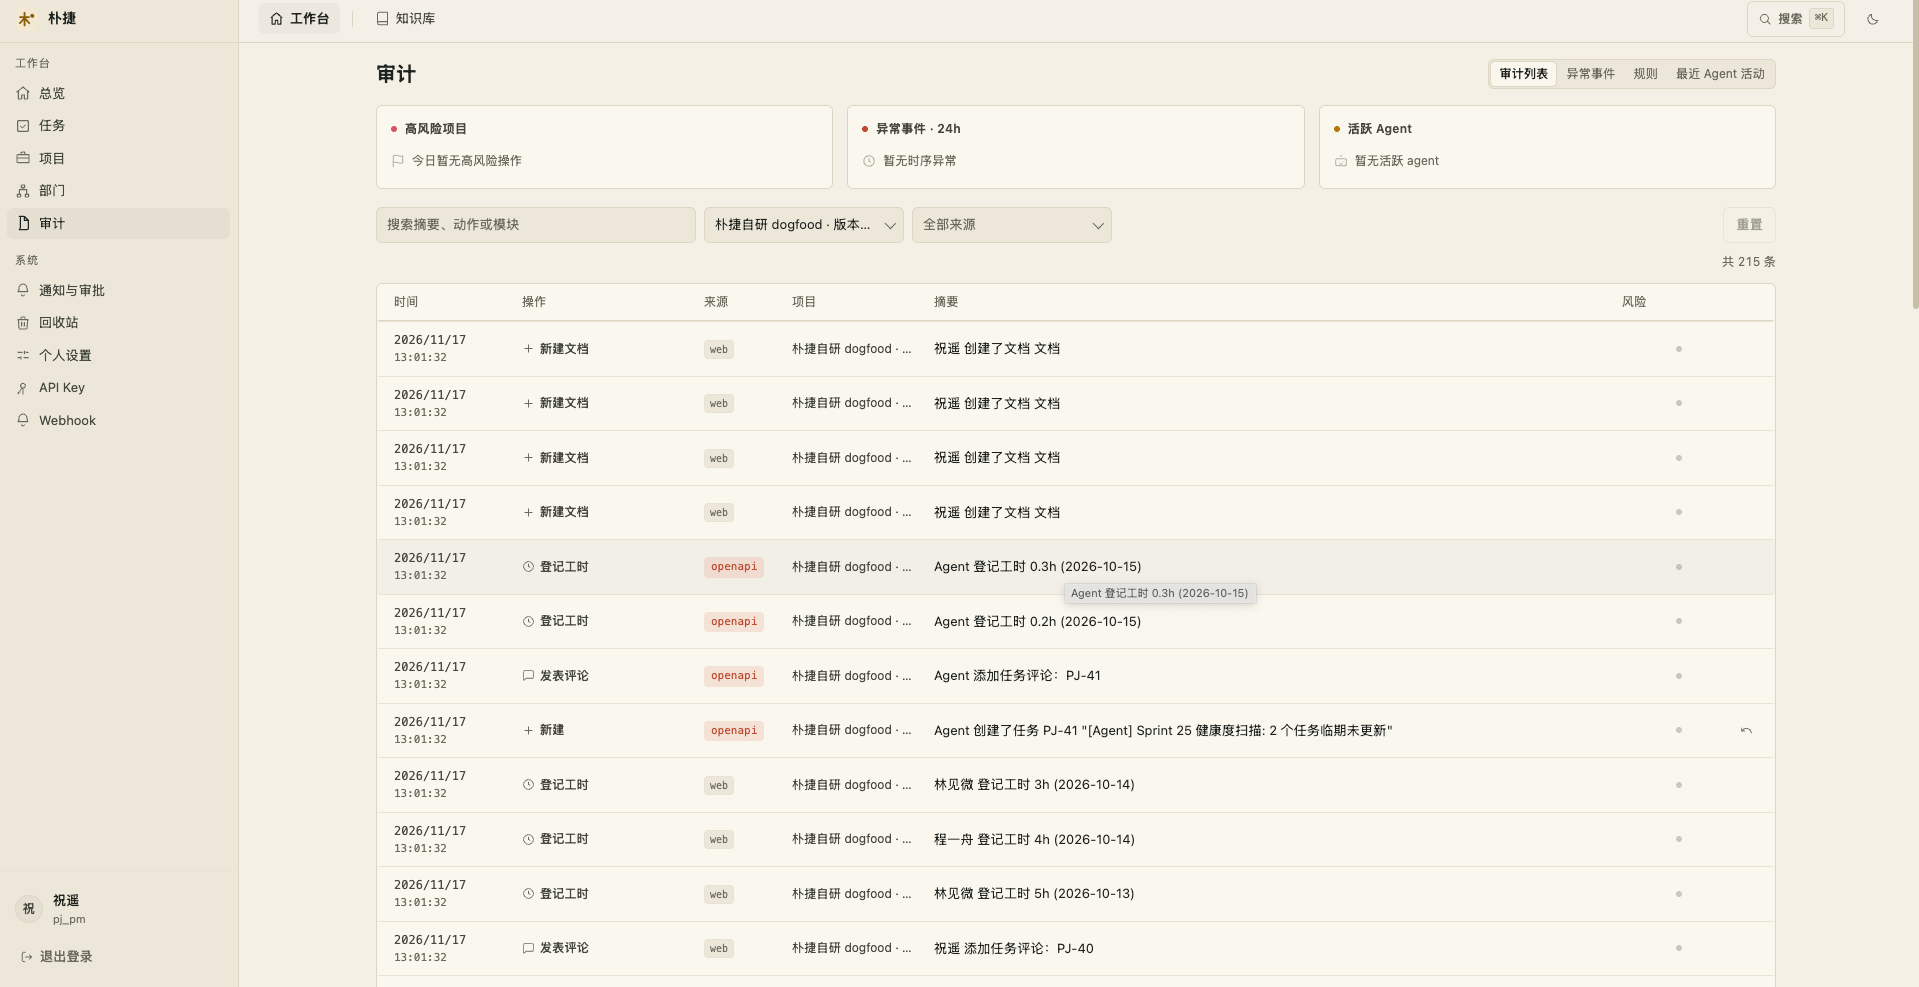 朴捷
工作台
知识库
搜索 ⌘K
工作台
总览
任务
项目
部门
审计
系统
通知与审批
回收站
个人设置
API Key
Webhook
祝
祝遥
pj_pm
退出登录
审计
审计列表 异常事件 规则 最近 Agent 活动
高风险项目
今日暂无高风险操作
异常事件 · 24h
暂无时序异常
活跃 Agent
暂无活跃 agent
搜索摘要、动作或模块
朴捷自研 dogfood · 版本...
全部来源
重置
共 215 条
时间 操作 来源 项目 摘要 风险
2026/11/17
13:01:32
新建文档 web 朴捷自研 dogfood · ... 祝遥 创建了文档 文档
2026/11/17
13:01:32
新建文档 web 朴捷自研 dogfood · ... 祝遥 创建了文档 文档
2026/11/17
13:01:32
新建文档 web 朴捷自研 dogfood · ... 祝遥 创建了文档 文档
2026/11/17
13:01:32
新建文档 web 朴捷自研 dogfood · ... 祝遥 创建了文档 文档
2026/11/17
13:01:32
登记工时 openapi 朴捷自研 dogfood · ... Agent 登记工时 0.3h (2026-10-15)
Agent 登记工时 0.3h (2026-10-15)
2026/11/17
13:01:32
登记工时 openapi 朴捷自研 dogfood · ... Agent 登记工时 0.2h (2026-10-15)
2026/11/17
13:01:32
发表评论 openapi 朴捷自研 dogfood · ... Agent 添加任务评论：PJ-41
2026/11/17
13:01:32
新建 openapi 朴捷自研 dogfood · ... Agent 创建了任务 PJ-41 "[Agent] Sprint 25 健康度扫描: 2 个任务临期未更新"
2026/11/17
13:01:32
登记工时 web 朴捷自研 dogfood · ... 林见微 登记工时 3h (2026-10-14)
2026/11/17
13:01:32
登记工时 web 朴捷自研 dogfood · ... 程一舟 登记工时 4h (2026-10-14)
2026/11/17
13:01:32
登记工时 web 朴捷自研 dogfood · ... 林见微 登记工时 5h (2026-10-13)
2026/11/17
13:01:32
发表评论 web 朴捷自研 dogfood · ... 祝遥 添加任务评论：PJ-40